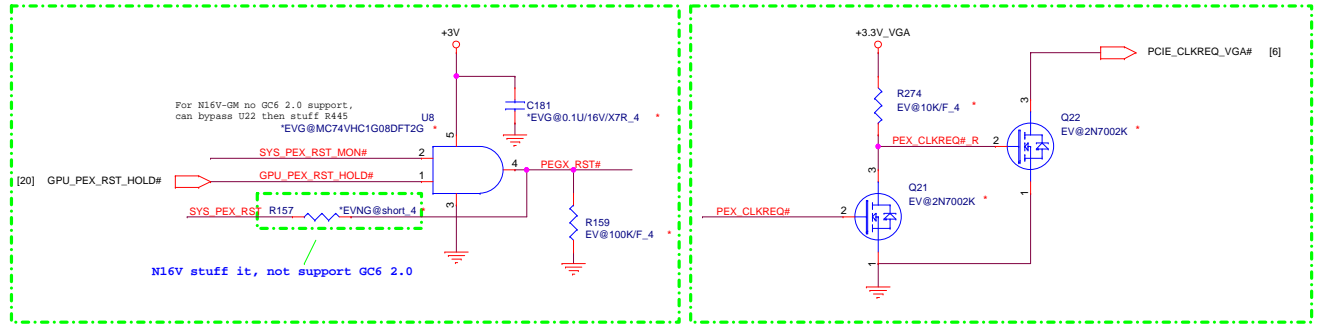 +3V
For N16V-GM no GC6 2.0 support,
can bypass U22 then stuff R445
U8
*EVG@MC74VHC1G08DFT2G *
C181
*EVG@0.1U/16V/X7R_4 *
5
SYS_PEX_RST_MON#
2
4
PEGX_RST#
[20] GPU_PEX_RST_HOLD#
GPU_PEX_RST_HOLD#
1
3
SYS_PEX_RS
R157
*EVNG@short_4 *
R159
EV@100K/F_4 *
N16V stuff it, not support GC6 2.0
+3.3V_VGA
PCIE_CLKREQ_VGA# [6]
R274
EV@10K/F_4 *
3
Q22
EV@2N7002K *
PEX_CLKREQ#_R
2
1
3
Q21
EV@2N7002K *
PEX_CLKREQ#
2
1